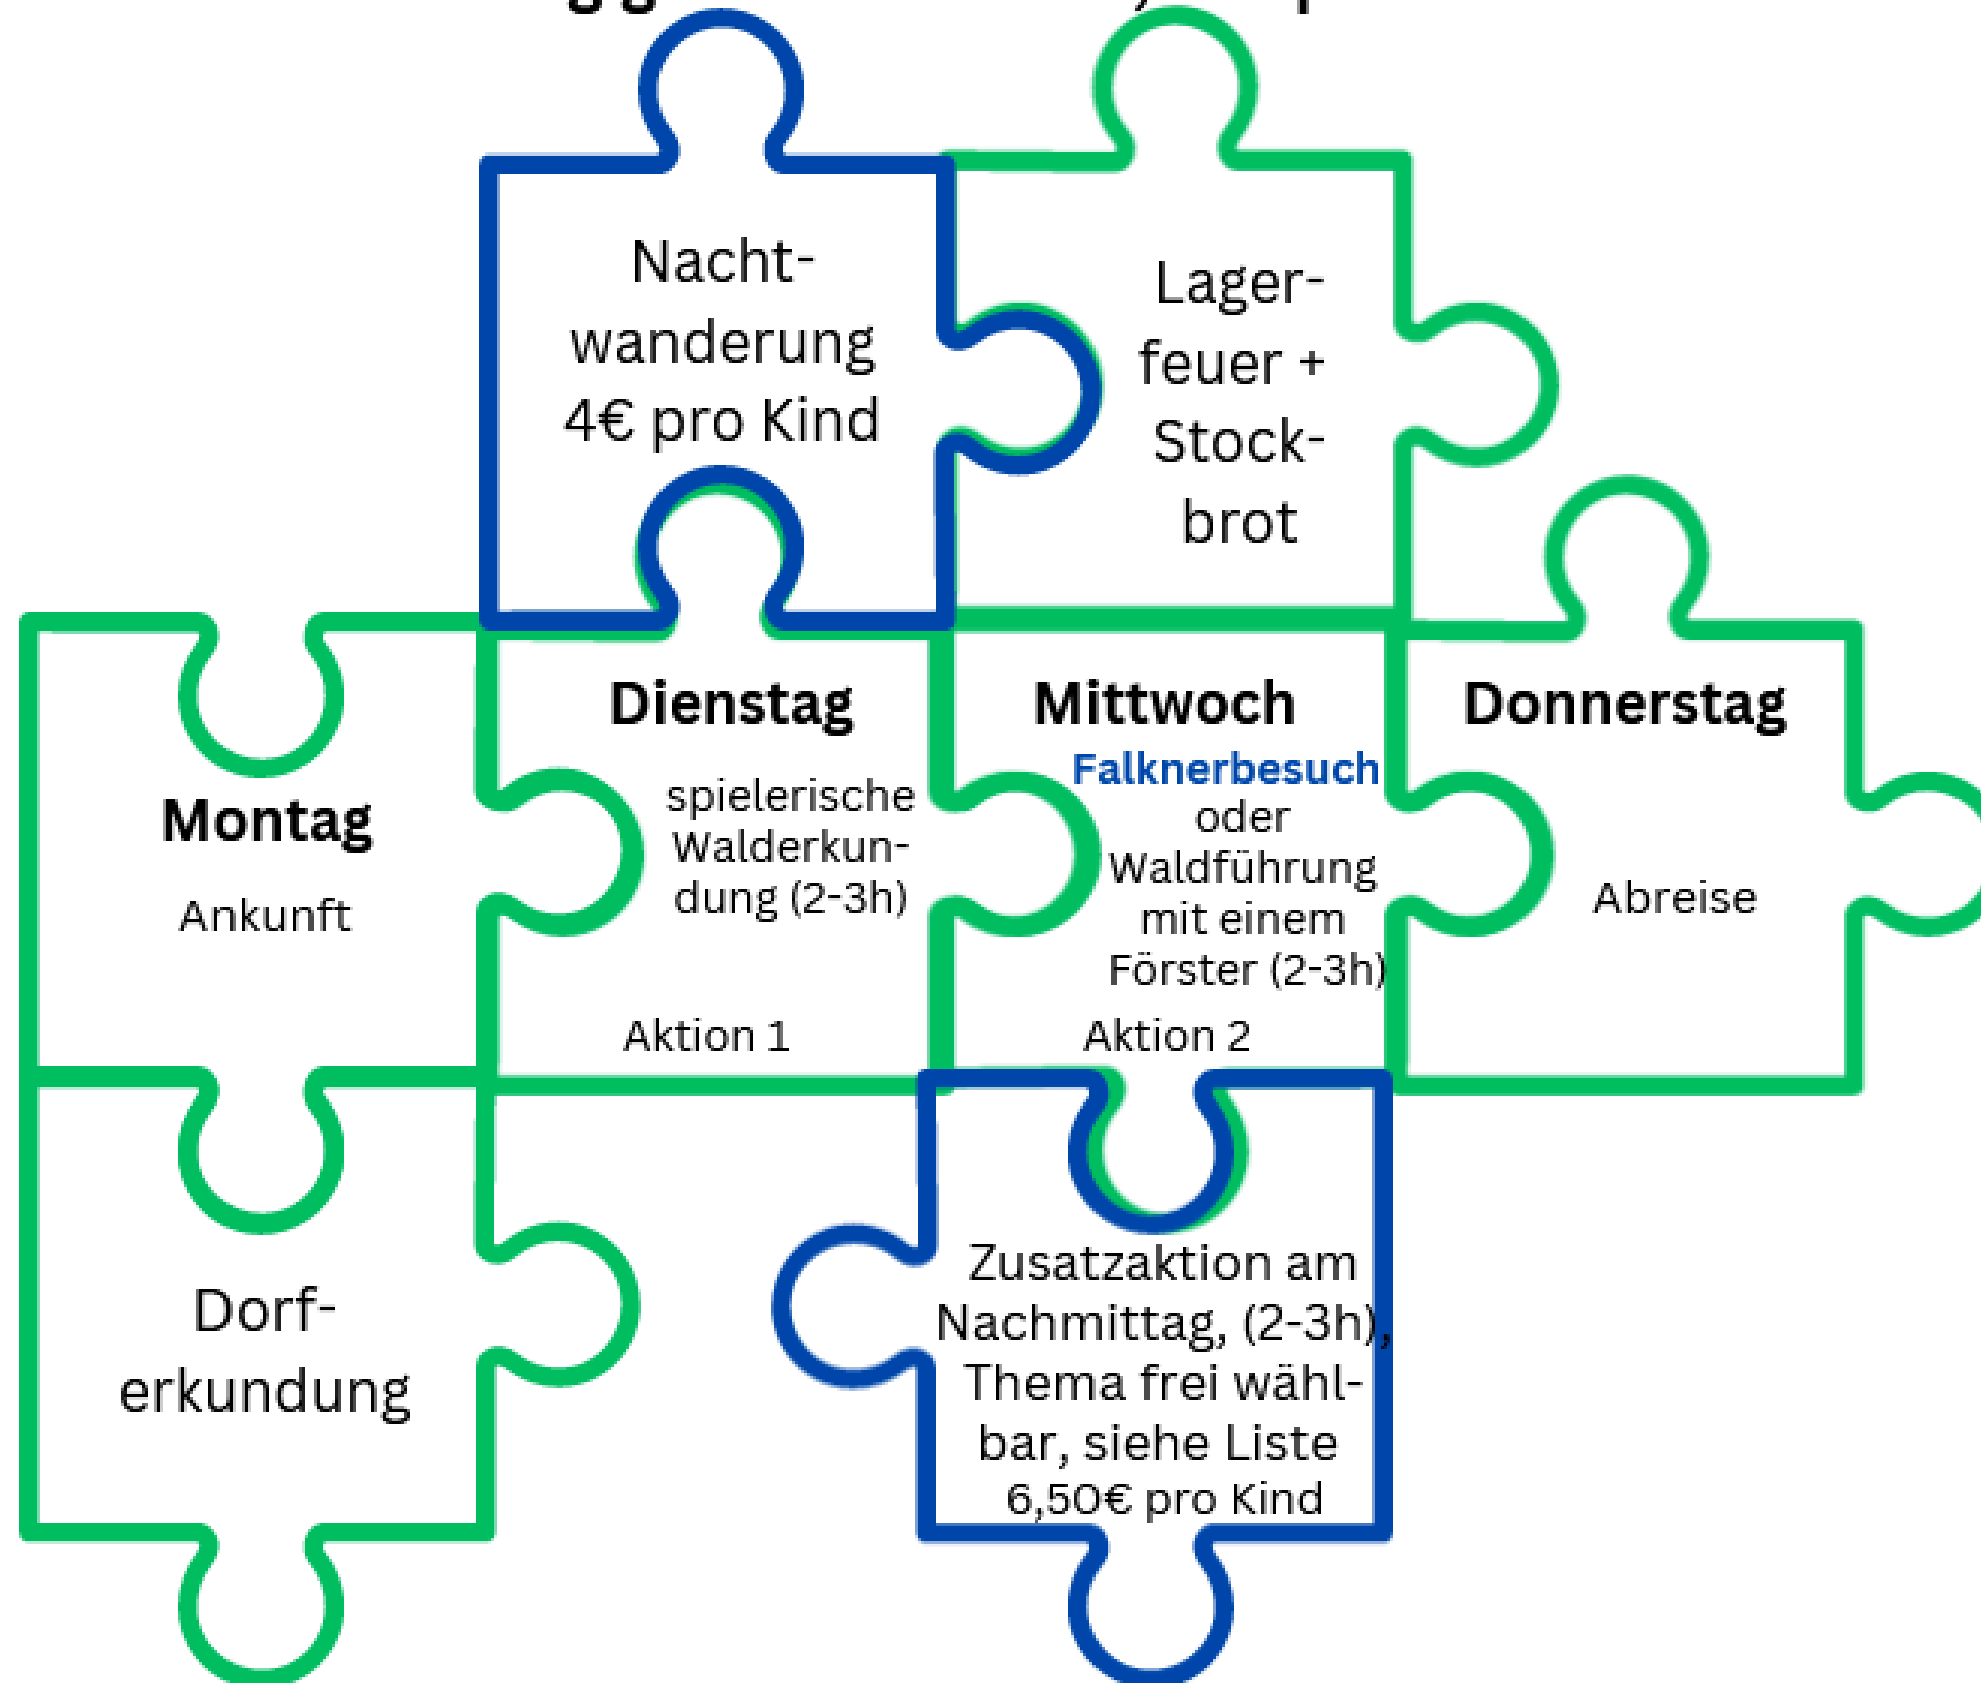 Nacht-
wanderung
4€ pro Kind
Lager-
feuer +
Stock-
brot
Montag
Ankunft
Dienstag
spielerische
Walderkun-
dung (2-3h)
Aktion 1
Mittwoch
Falknerbesuch
oder
Waldführung
mit einem
Förster (2-3h)
Aktion 2
Donnerstag
Abreise
Dorf-
erkundung
Zusatzaktion am
Nachmittag, (2-3h),
Thema frei wähl-
bar, siehe Liste
6,50€ pro Kind